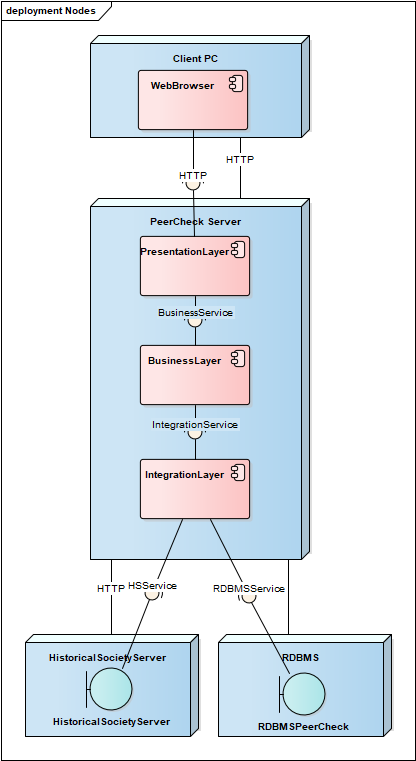 deployment Nodes
Client PC
WebBrowser
HTTP
HTTP
PeerCheck Server
PresentationLayer
BusinessService
BusinessLayer
IntegrationService
IntegrationLayer
HTTP
HSService
RDBMSService
HistoricalSocietyServer
HistoricalSocietyServer
RDBMS
RDBMSPeerCheck